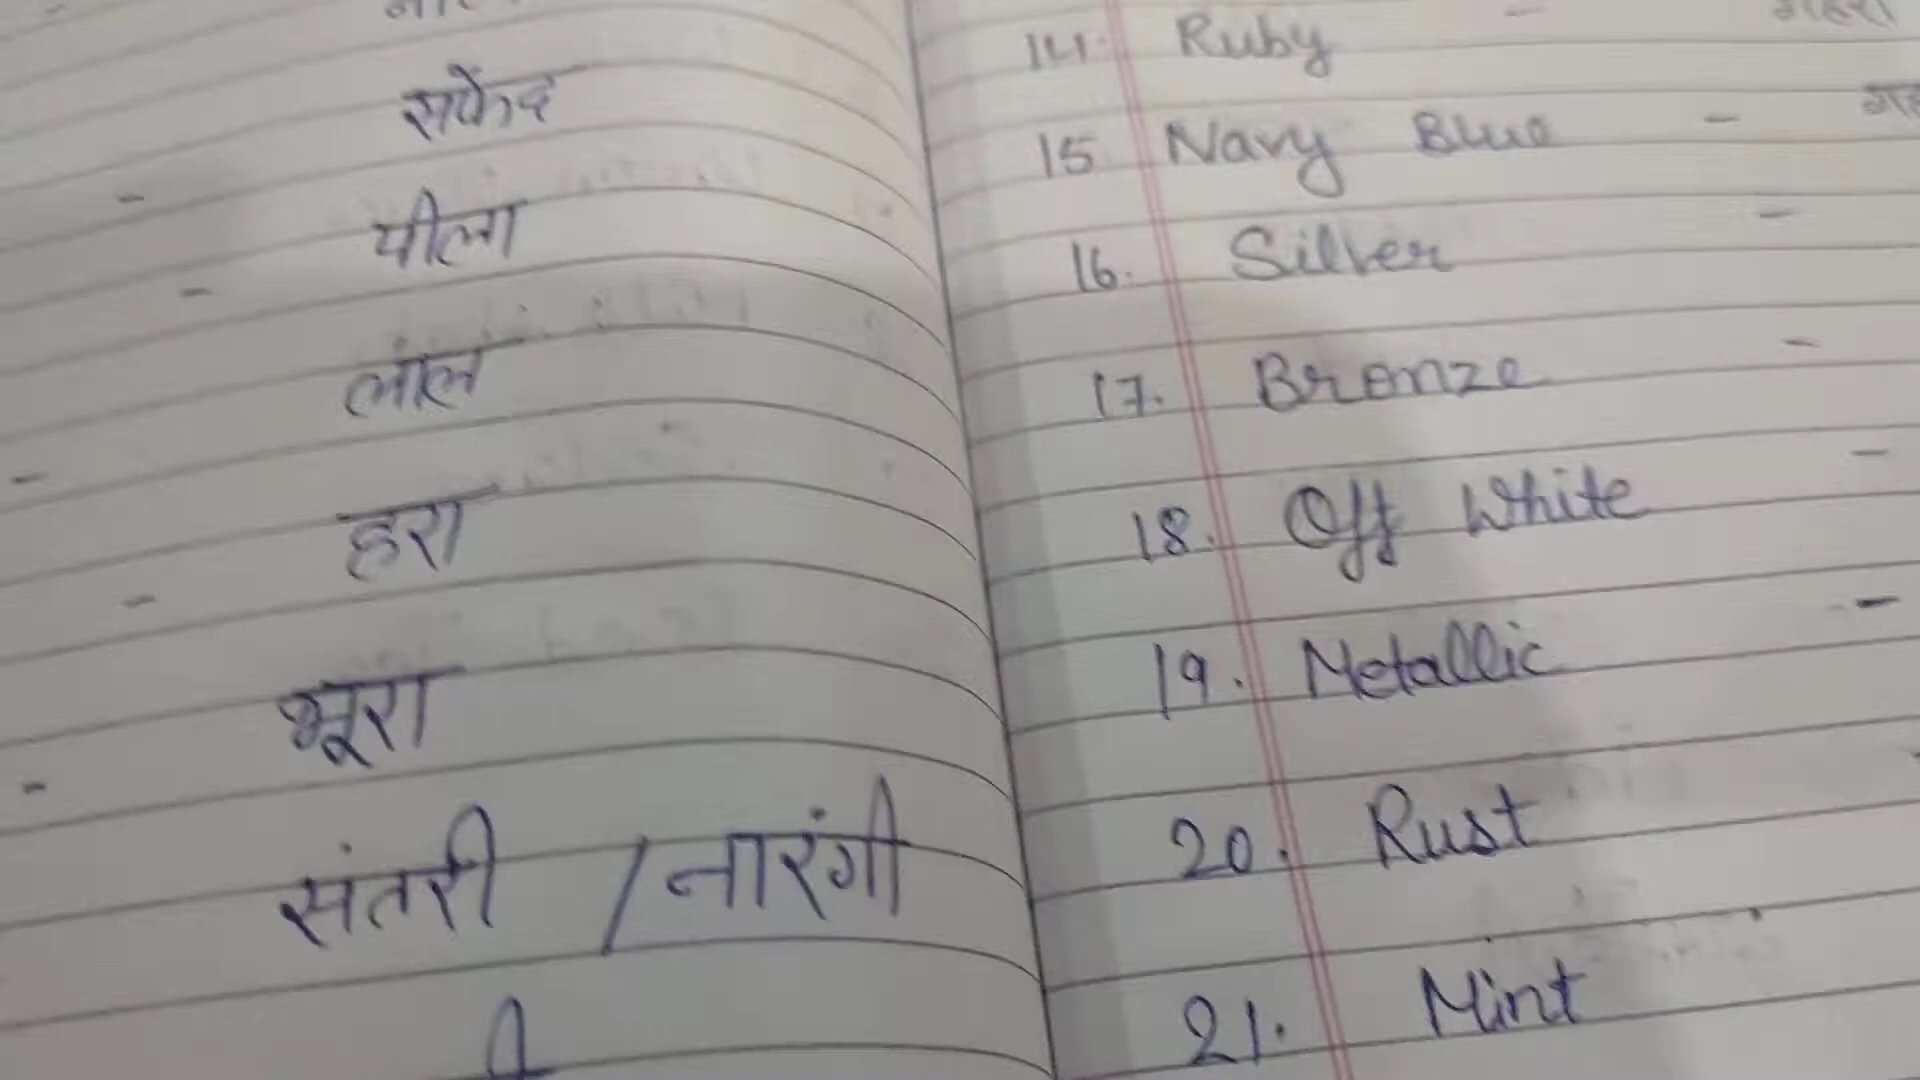 सफेद
पीला
लाल
हरा
भूरा
संतरी / नारंगी
14. Ruby - गहरा
15. Navy Blue -
16. Silver -
17. Bronze -
18. Off White -
19. Metallic -
20. Rust -
21. Mint